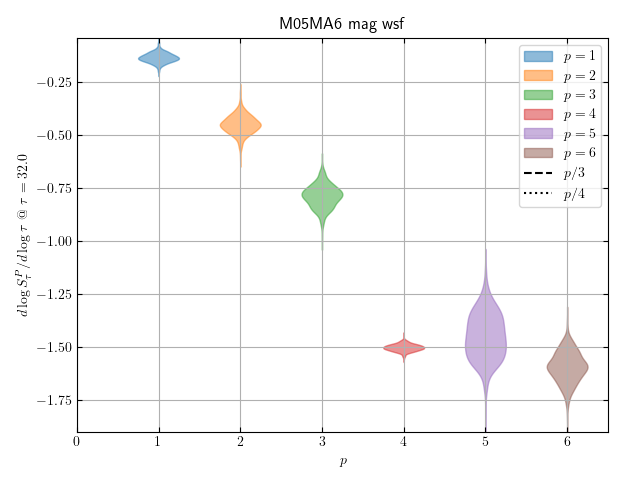 M05MA6 mag wsf
d log S_τ^P / d log τ @ τ = 32.0
−0.25
−0.50
−0.75
−1.00
−1.25
−1.50
−1.75
p = 1
p = 2
p = 3
p = 4
p = 5
p = 6
p/3
p/4
0
1
2
3
4
5
6
p